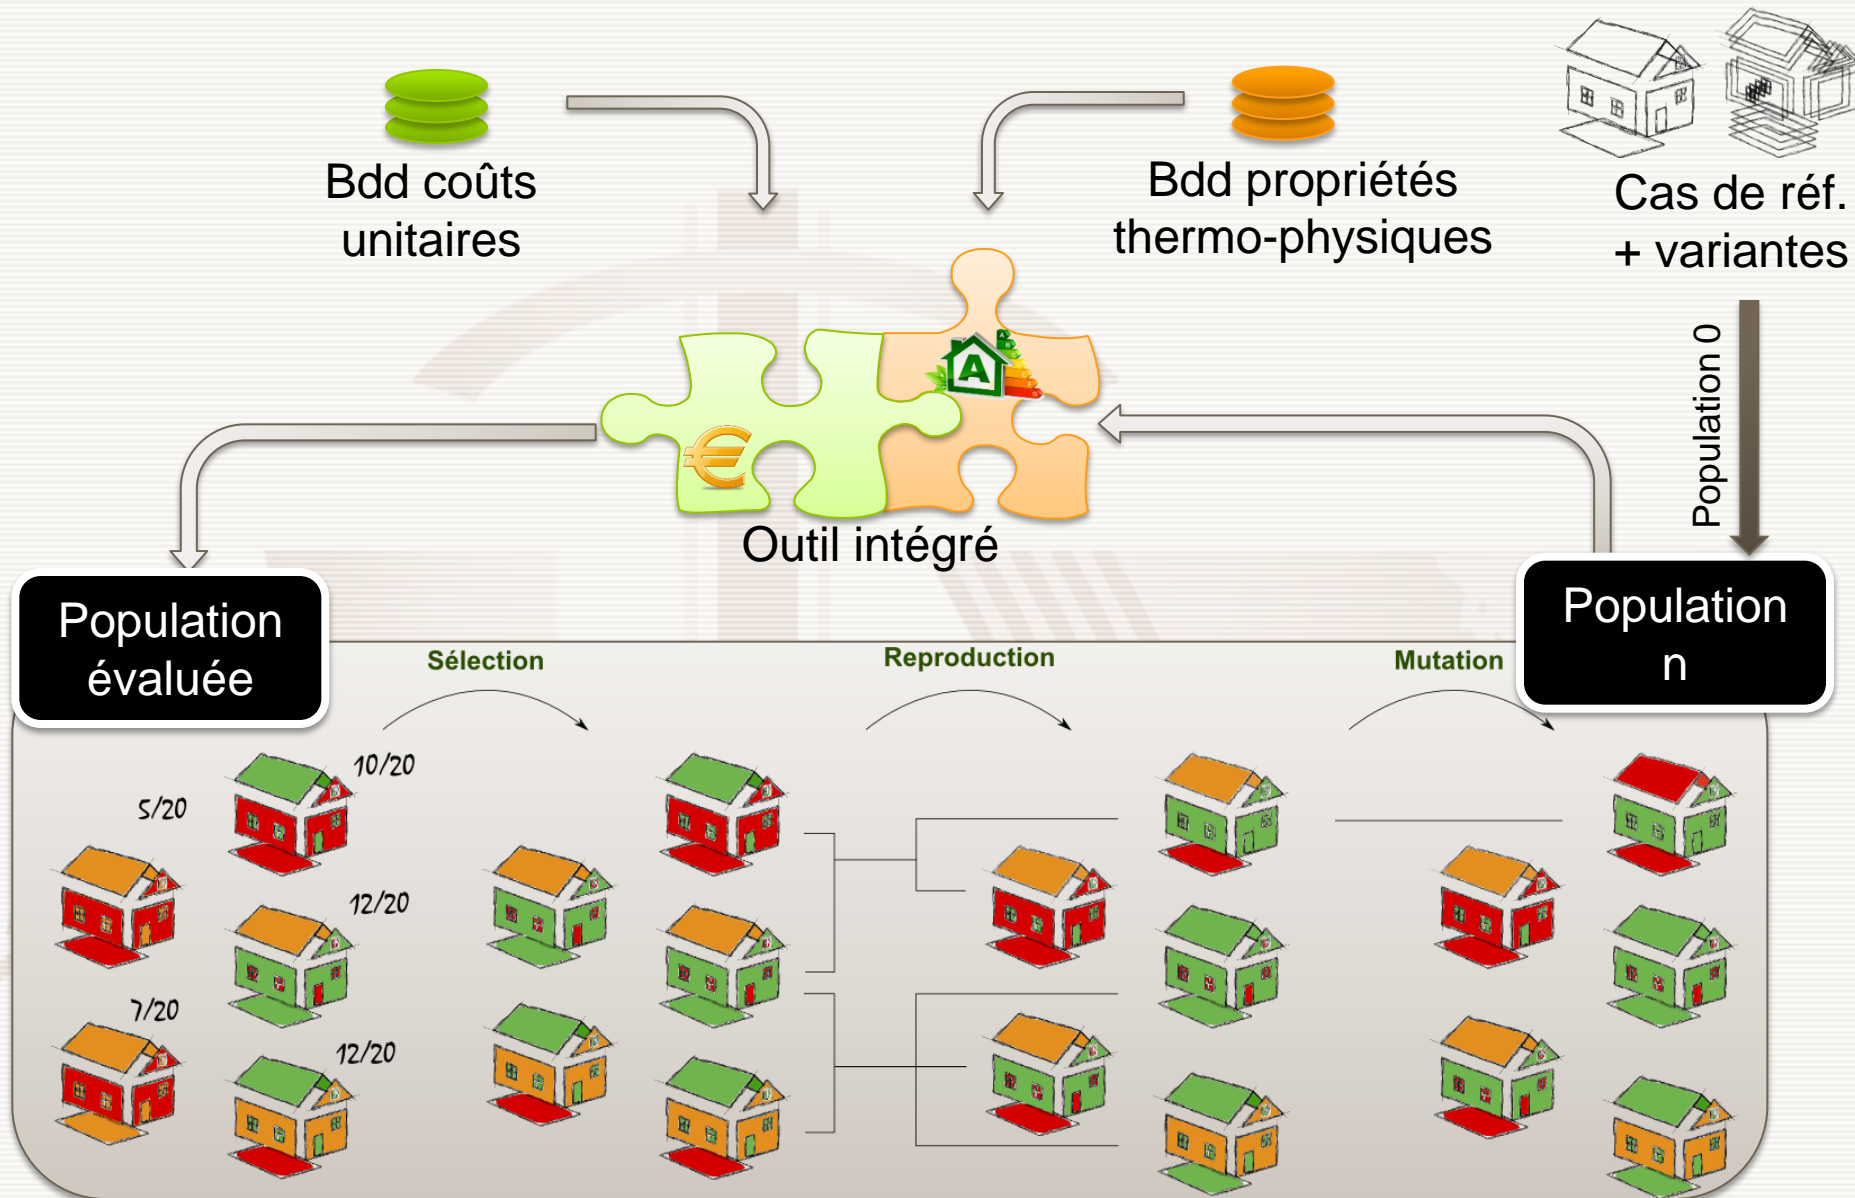 Bdd coûts
unitaires
Bdd propriétés
thermo-physiques
Cas de réf.
+ variantes
Population 0
A
€
Outil intégré
Population
évaluée
Population
n
Sélection
Reproduction
Mutation
10/20
5/20
12/20
7/20
12/20